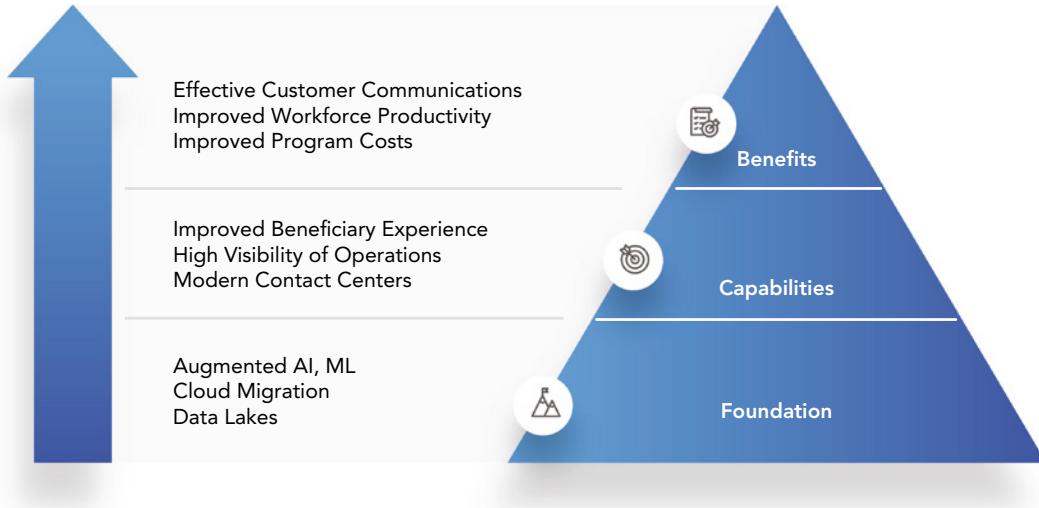 Effective Customer Communications
Improved Workforce Productivity
Improved Program Costs
Benefits
Improved Beneficiary Experience
High Visibility of Operations
Modern Contact Centers
Capabilities
Augmented AI, ML
Cloud Migration
Data Lakes
Foundation